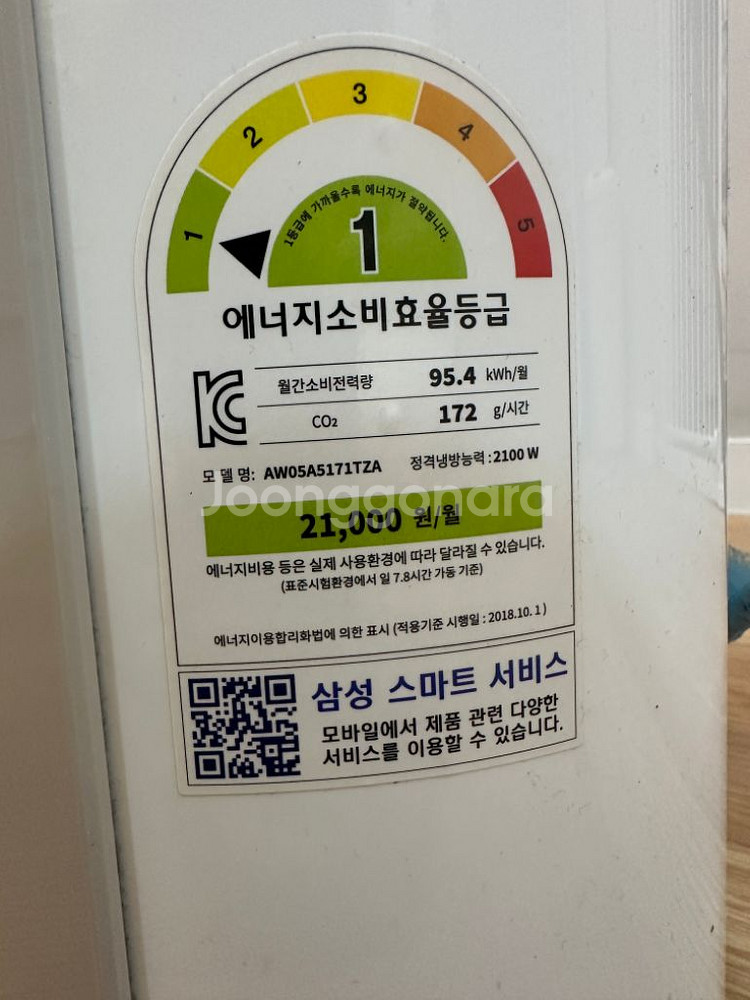 1 2 3 4 5
1등급에 가까울수록 에너지가 절약됩니다.
1
에너지소비효율등급
월간소비전력량 95.4 kWh/월
CO₂ 172 g/시간
모 델 명: AW05A5171TZA 정격냉방능력 : 2100 W
Joonggonara
21,000 원/월
에너지비용 등은 실제 사용환경에 따라 달라질 수 있습니다.
(표준시험환경에서 일 7.8시간 가동 기준)
에너지이용합리화법에 의한 표시 (적용기준 시행일 : 2018.10. 1)
삼성 스마트 서비스
모바일에서 제품 관련 다양한
서비스를 이용할 수 있습니다.